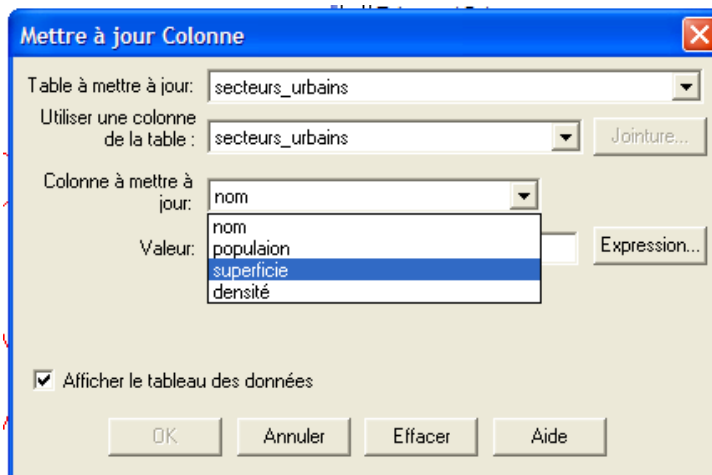 Mettre à jour Colonne
Table à mettre à jour: secteurs_urbains
Utiliser une colonne
de la table : secteurs_urbains Jointure...
Colonne à mettre à
jour: nom
nom
Valeur: populaion Expression...
superficie
densité
Afficher le tableau des données
OK Annuler Effacer Aide